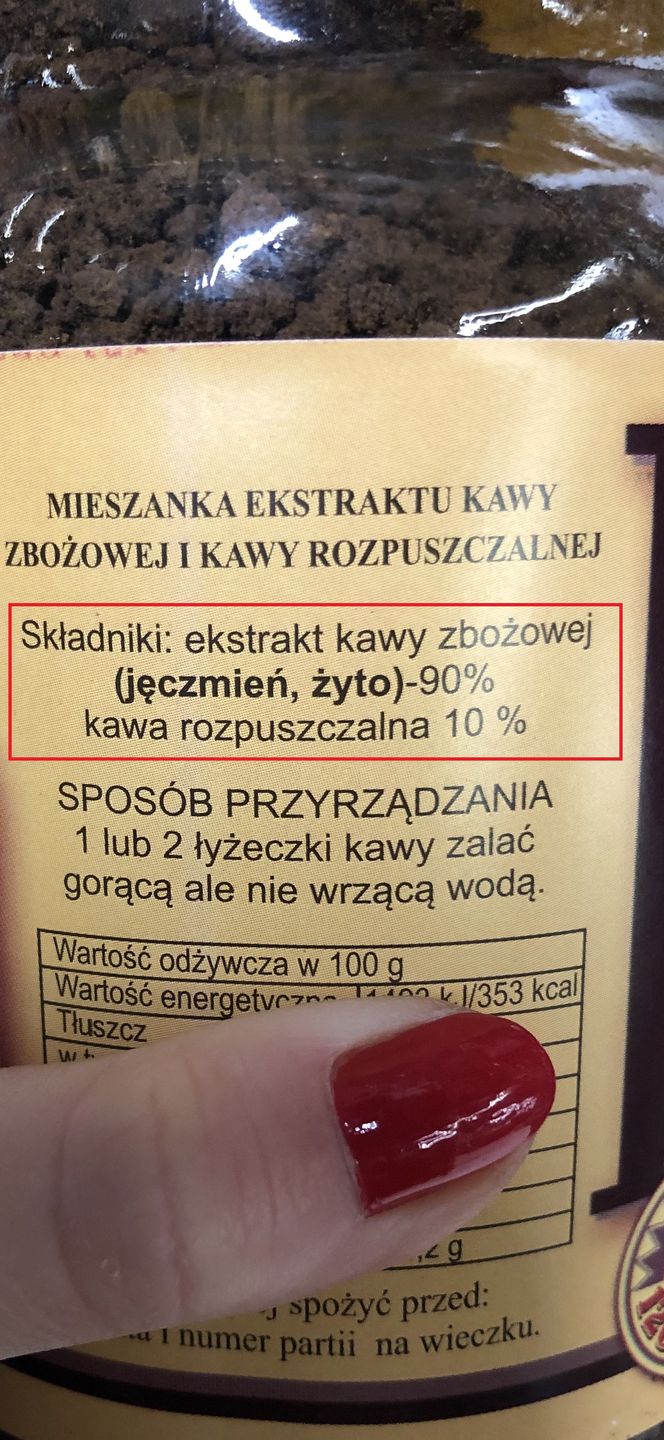 MIESZANKA EKSTRAKTU KAWY
ZBOŻOWEJ I KAWY ROZPUSZCZALNEJ
Składniki: ekstrakt kawy zbożowej
(jęczmień, żyto)-90%
kawa rozpuszczalna 10 %
SPOSÓB PRZYRZĄDZANIA
1 lub 2 łyżeczki kawy zalać
gorącą ale nie wrzącą wodą.
Wartość odżywcza w 100 g
Wartość kJ/353 kcal
Tłuszcz
g
spożyć przed:
i numer partii na wieczku.